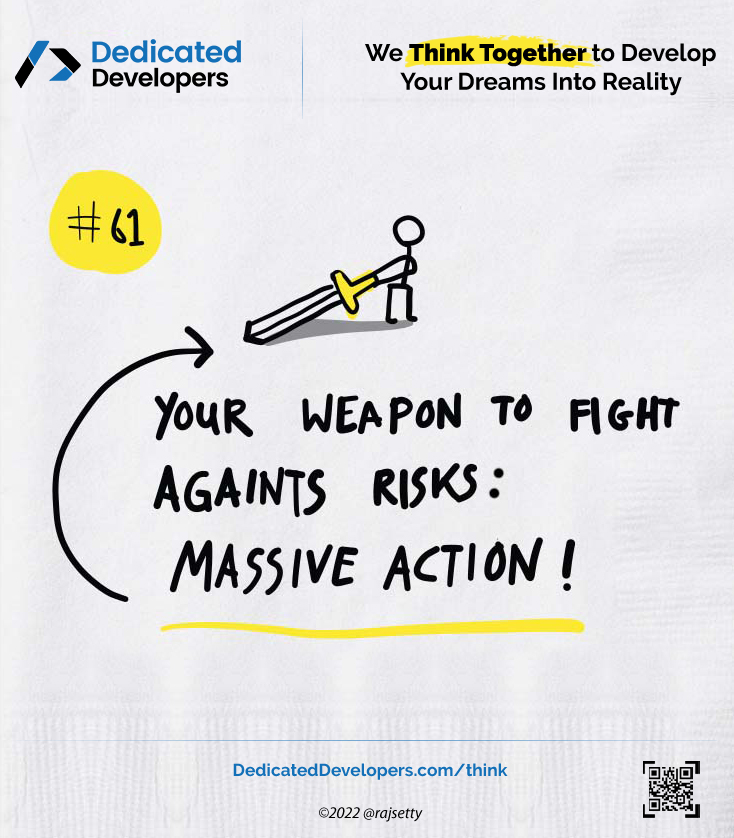 Dedicated
Developers
We Think Together to Develop
Your Dreams Into Reality
#61
YOUR WEAPON TO FIGHT
AGAINTS RISKS:
MASSIVE ACTION!
DedicatedDevelopers.com/think
©2022 @rajsetty